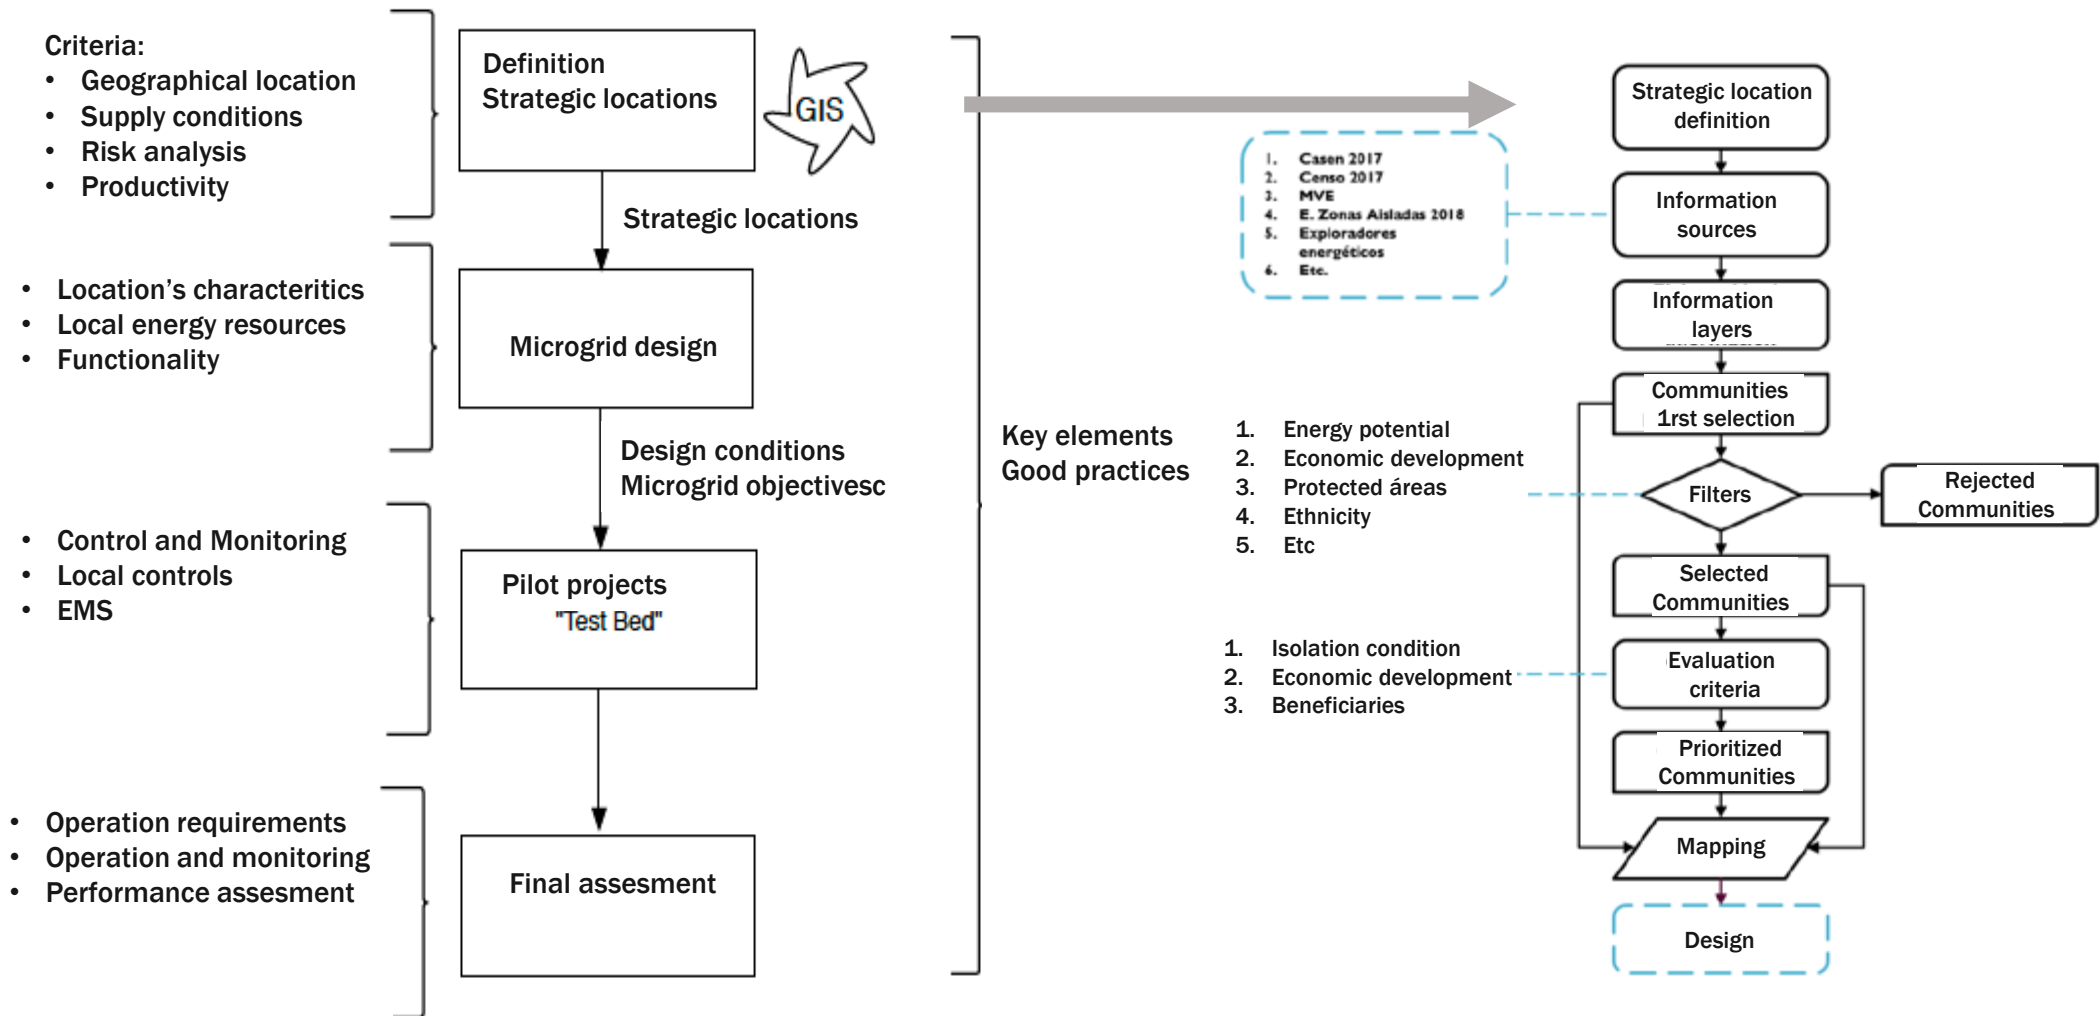 Criteria:
• Geographical location
• Supply conditions
• Risk analysis
• Productivity
Definition
Strategic locations
GIS
Strategic locations
• Location's characteritics
• Local energy resources
• Functionality
Microgrid design
Design conditions
Microgrid objectivesc
• Control and Monitoring
• Local controls
• EMS
Pilot projects
"Test Bed"
• Operation requirements
• Operation and monitoring
• Performance assesment
Final assesment
Key elements
Good practices
Strategic location
definition
1. Casen 2017
2. Censo 2017
3. MVE
4. E. Zonas Aisladas 2018
5. Exploradores
energéticos
6. Etc.
Information
sources
Information
layers
Communities
1rst selection
1. Energy potential
2. Economic development
3. Protected áreas
4. Ethnicity
5. Etc
Filters
Rejected
Communities
Selected
Communities
1. Isolation condition
2. Economic development
3. Beneficiaries
Evaluation
criteria
Prioritized
Communities
Mapping
Design